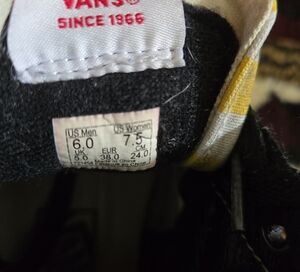 VANS®
SINCE 1966
US Men US Women
6.0 7.5
UK EUR CM
5.0 38.0 24.0